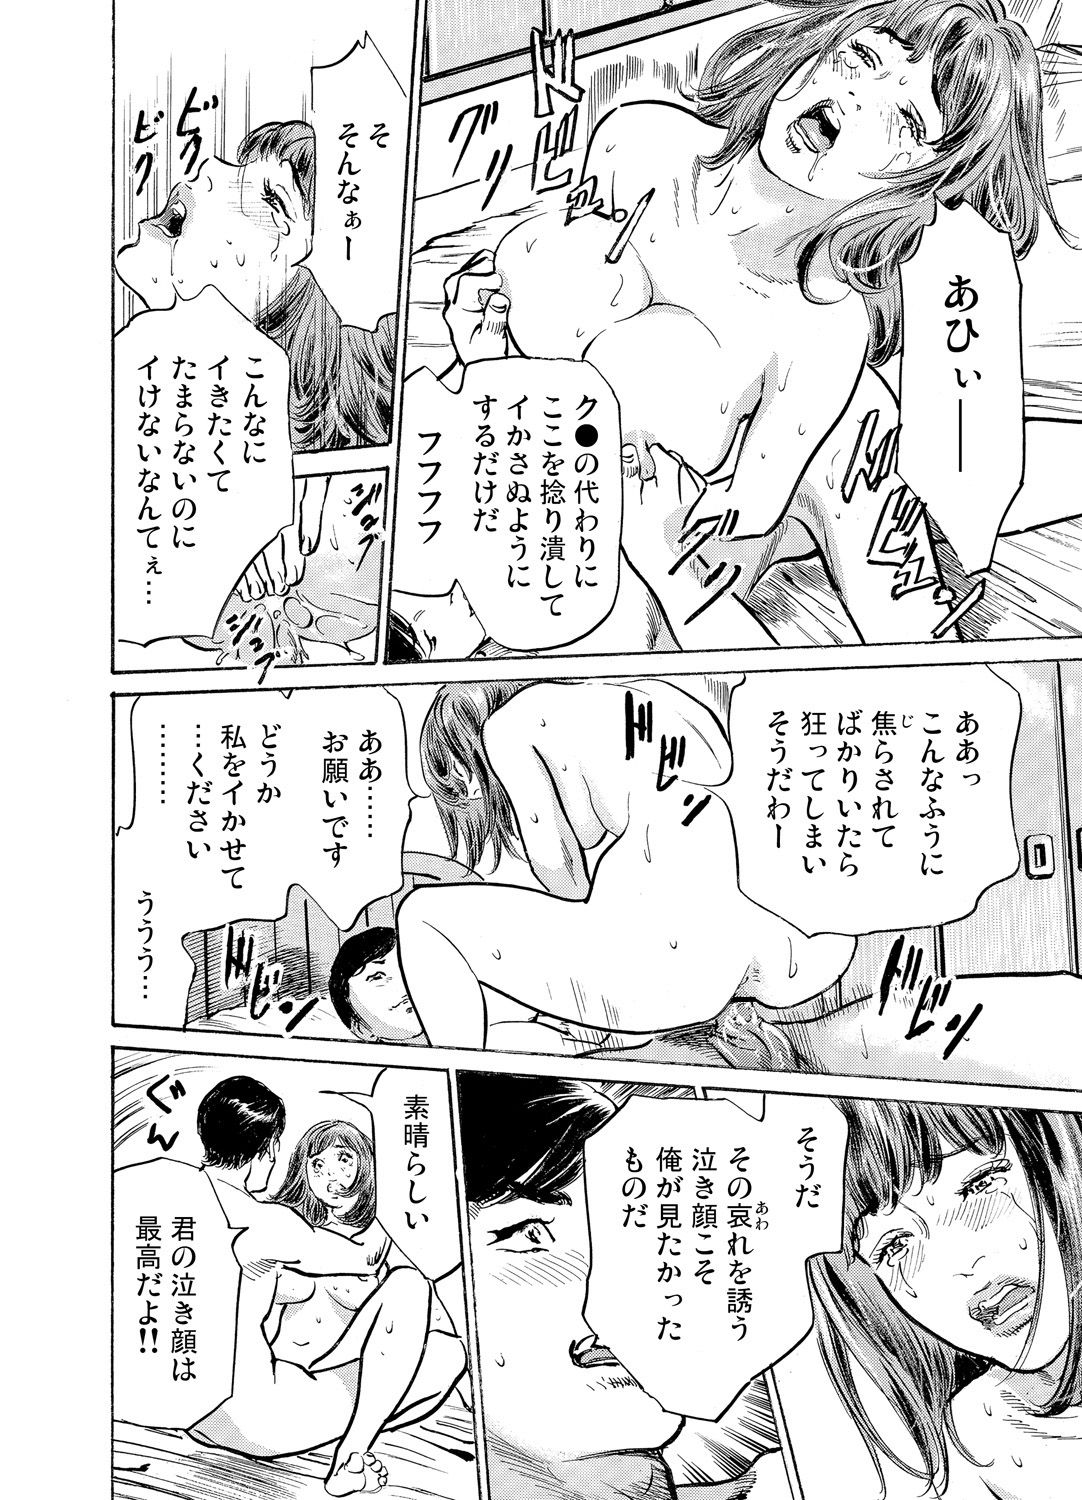 あひぃ――
ク●の代わりに
ここを捻り潰して
イかさぬように
するだけだ
フフフフ
そ
そんなぁー
こんなに
イきたくて
たまらないのに
イけないなんてぇ…
ビク
ビク
ああっ
こんなふうに
焦らされて
じ
ばかりいたら
狂ってしまい
そうだわー
ああ……
お願いです
どうか
私をイかせて
…ください
………
ううう…
そうだ
その哀れを誘う
あわ
泣き顔こそ
俺が見たかった
ものだ
素晴らしい
ぐん
君の泣き顔は
最高だよ!!